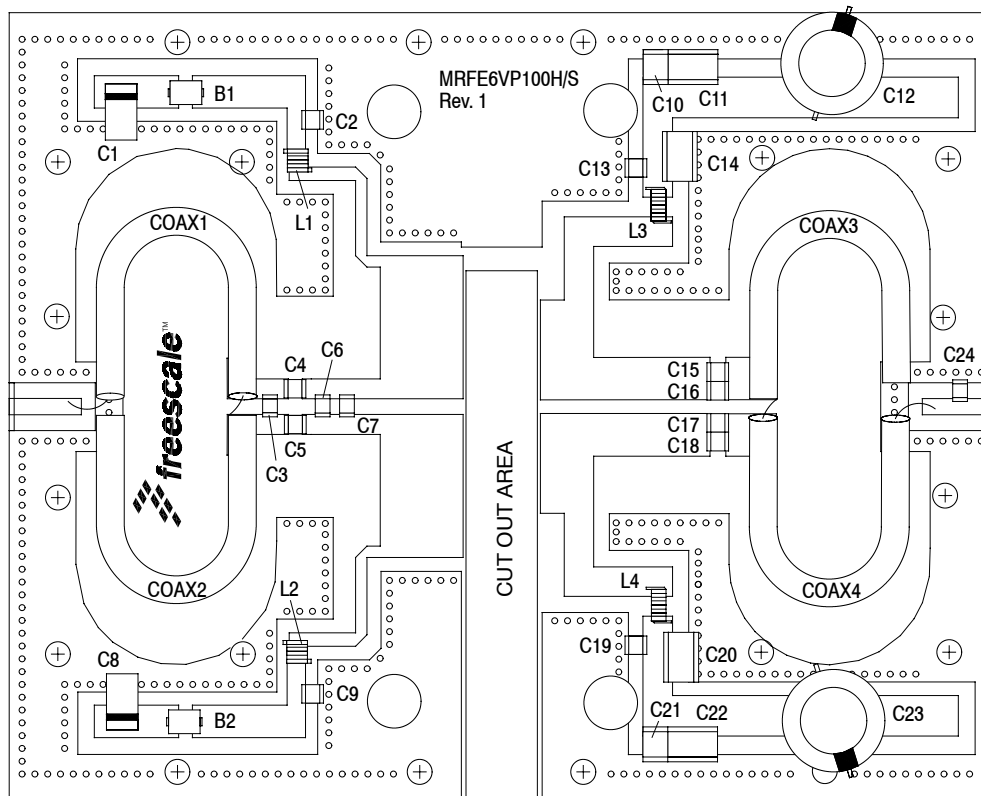 MRFE6VP100H/S
Rev. 1
B1
C1
C2
L1
COAX1
C10
C11
C12
C13
C14
L3
COAX3
freescale™
C4
C6
C3
C5
C7
C15
C16
C17
C18
C24
CUT OUT AREA
COAX2
L2
C8
B2
C9
L4
COAX4
C19
C20
C21
C22
C23